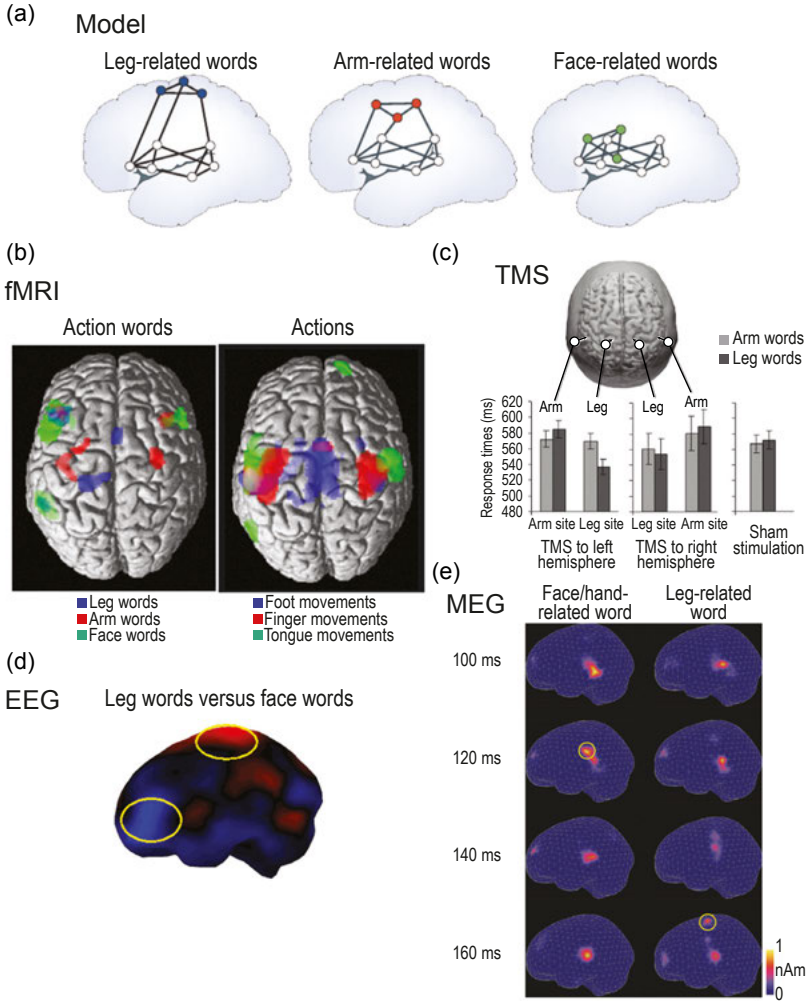 (a)
Model
Leg-related words
Arm-related words
Face-related words
(b)
fMRI
Action words
Actions
Leg words
Arm words
Face words
Foot movements
Finger movements
Tongue movements
(c)
TMS
Arm words
Leg words
Response times (ms)
620
600
580
560
540
520
500
480
Arm
Leg
Leg
Arm
Arm site Leg site
Leg site Arm site
TMS to left
hemisphere
TMS to right
hemisphere
Sham
stimulation
(d)
EEG
Leg words versus face words
(e)
MEG
Face/hand-
related word
Leg-related
word
100 ms
120 ms
140 ms
160 ms
1
nAm
0